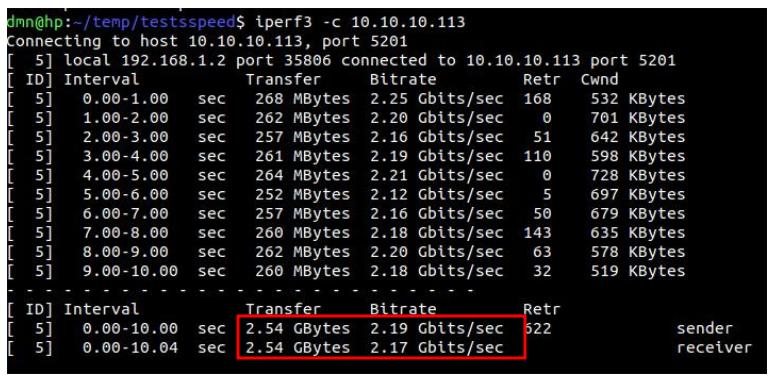 dmn@hp:~/temp/testsspeed$ iperf3 -c 10.10.10.113
Connecting to host 10.10.10.113, port 5201
[  5] local 192.168.1.2 port 35806 connected to 10.10.10.113 port 5201
[ ID] Interval           Transfer     Bitrate         Retr  Cwnd
[  5]   0.00-1.00   sec   268 MBytes  2.25 Gbits/sec  168    532 KBytes
[  5]   1.00-2.00   sec   262 MBytes  2.20 Gbits/sec    0    701 KBytes
[  5]   2.00-3.00   sec   257 MBytes  2.16 Gbits/sec   51    642 KBytes
[  5]   3.00-4.00   sec   261 MBytes  2.19 Gbits/sec  110    598 KBytes
[  5]   4.00-5.00   sec   264 MBytes  2.21 Gbits/sec    0    728 KBytes
[  5]   5.00-6.00   sec   252 MBytes  2.12 Gbits/sec    5    697 KBytes
[  5]   6.00-7.00   sec   257 MBytes  2.16 Gbits/sec   50    679 KBytes
[  5]   7.00-8.00   sec   260 MBytes  2.18 Gbits/sec  143    635 KBytes
[  5]   8.00-9.00   sec   262 MBytes  2.20 Gbits/sec   63    578 KBytes
[  5]   9.00-10.00  sec   260 MBytes  2.18 Gbits/sec   32    519 KBytes
- - - - - - - - - - - - - - - - - - - - - - - - -
[ ID] Interval           Transfer     Bitrate         Retr
[  5]   0.00-10.00  sec  2.54 GBytes  2.19 Gbits/sec  622             sender
[  5]   0.00-10.04  sec  2.54 GBytes  2.17 Gbits/sec                  receiver